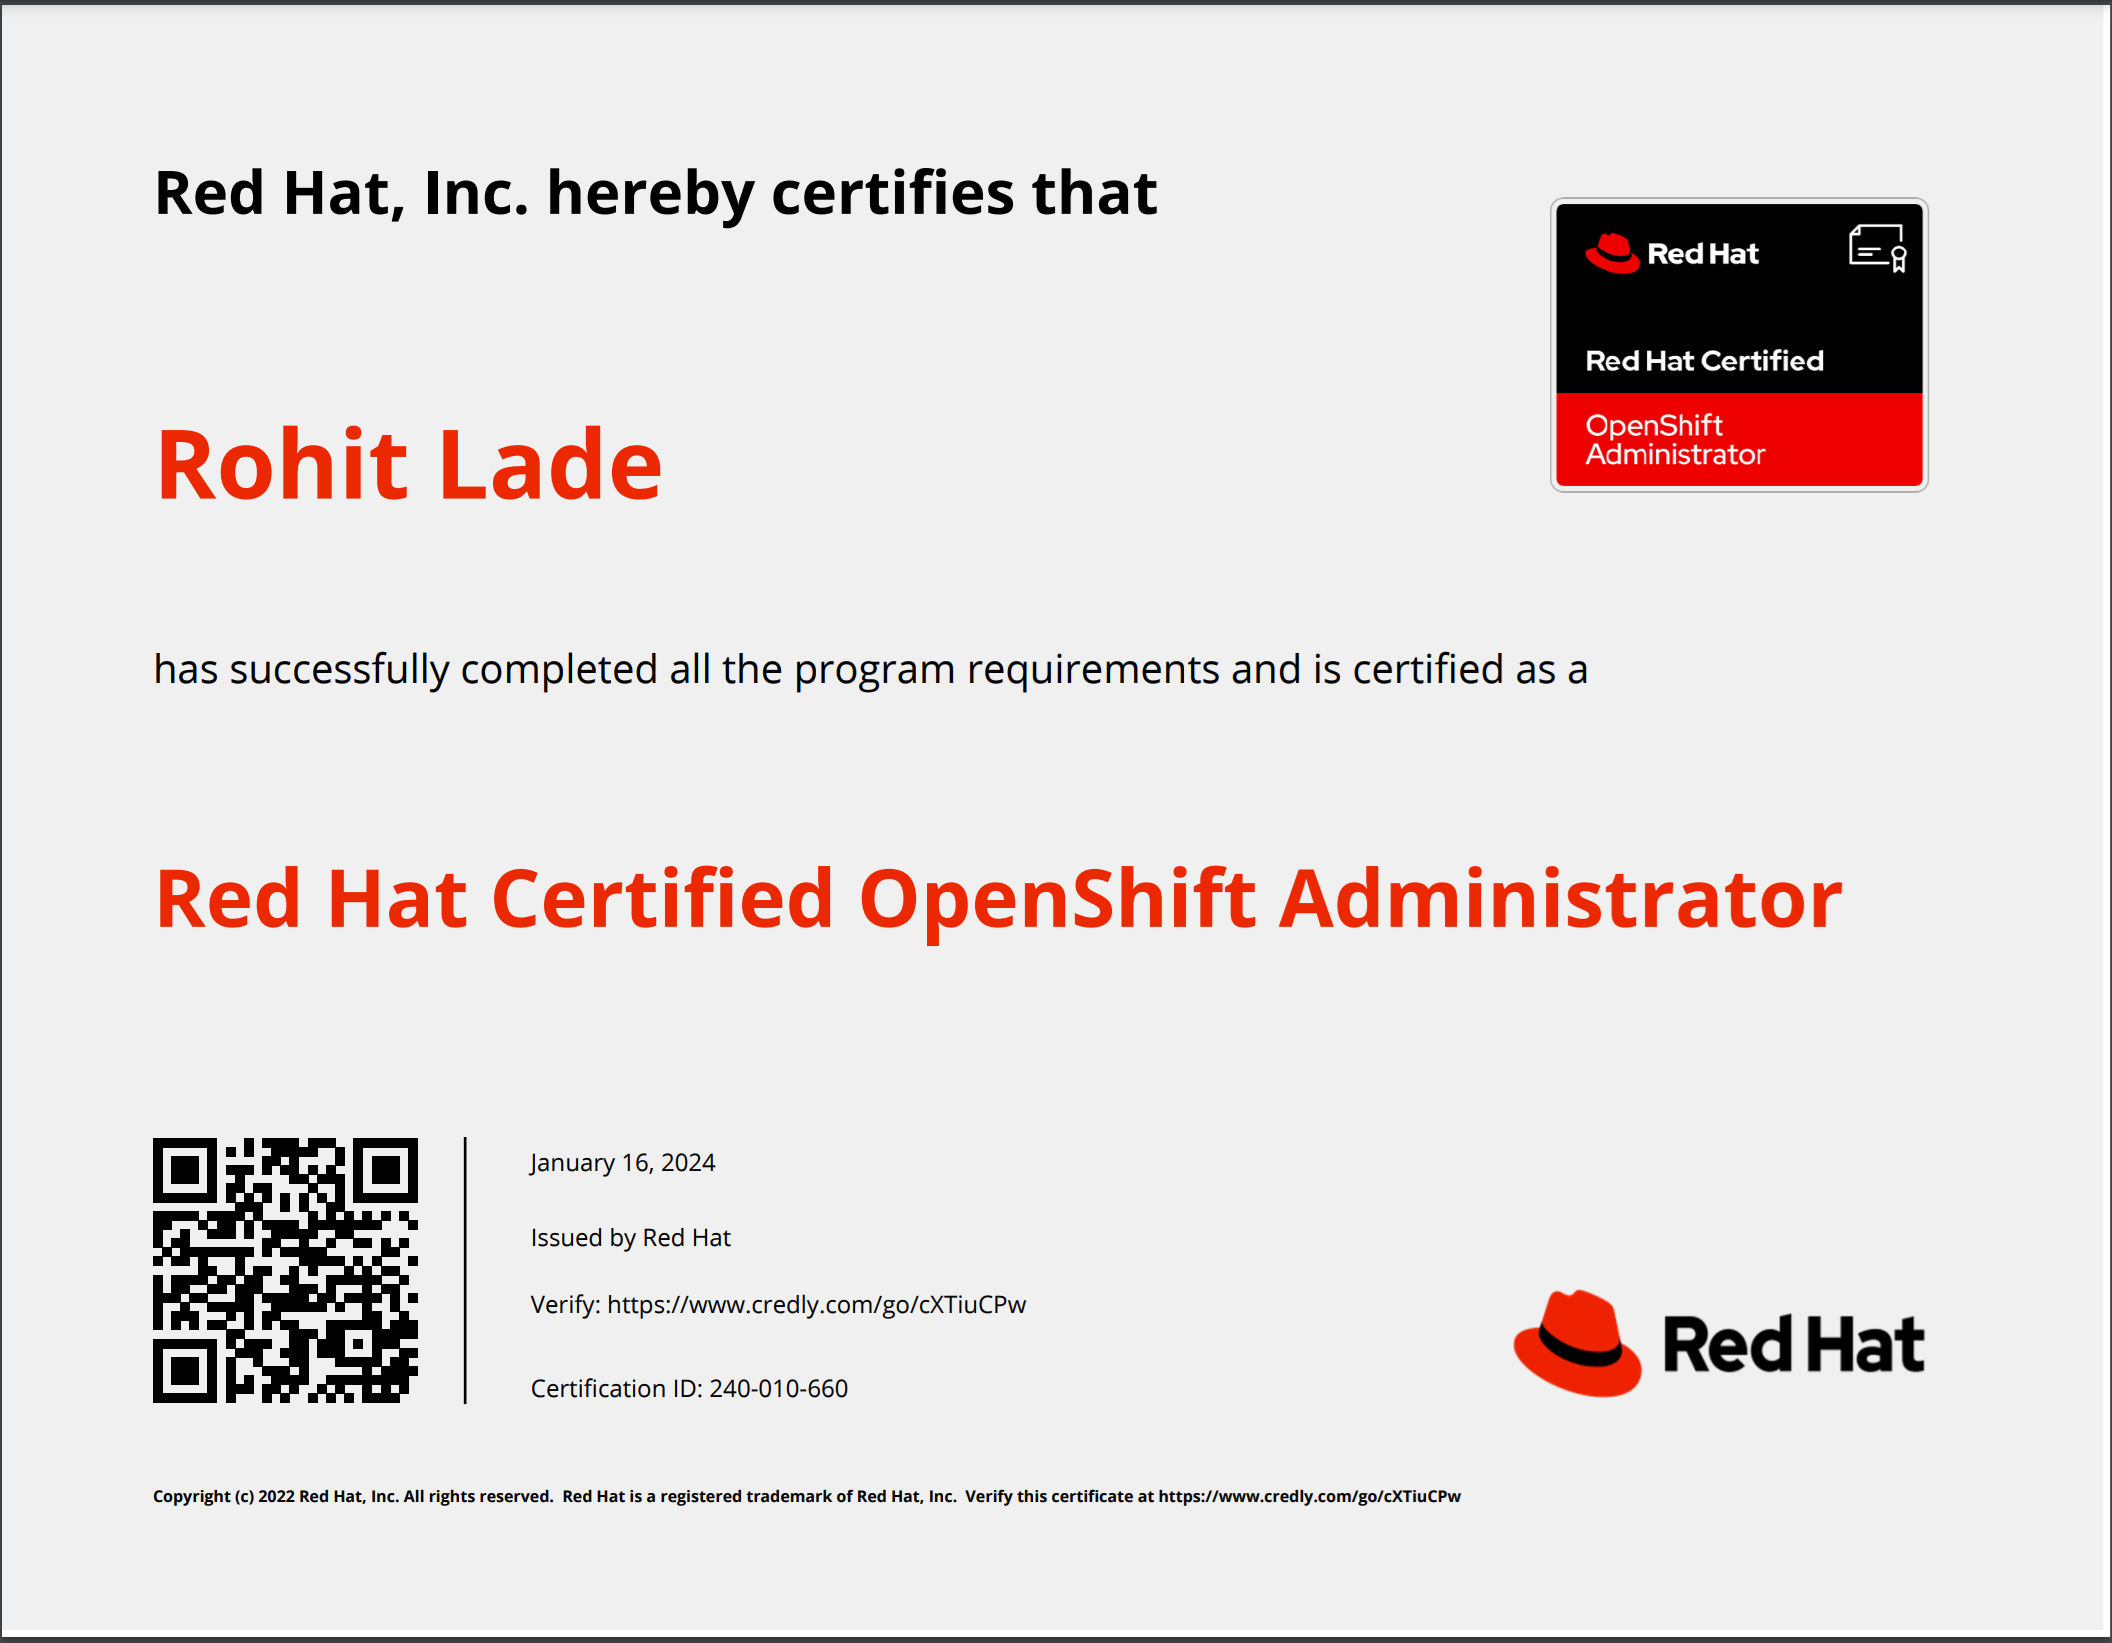 Red Hat, Inc. hereby certifies that
Red Hat
Red Hat Certified
OpenShift
Administrator
Rohit Lade
has successfully completed all the program requirements and is certified as a
Red Hat Certified OpenShift Administrator
January 16, 2024
Issued by Red Hat
Verify: https://www.credly.com/go/cXTiuCPw
Certification ID: 240-010-660
Red Hat
Copyright (c) 2022 Red Hat, Inc. All rights reserved.  Red Hat is a registered trademark of Red Hat, Inc.  Verify this certificate at https://www.credly.com/go/cXTiuCPw